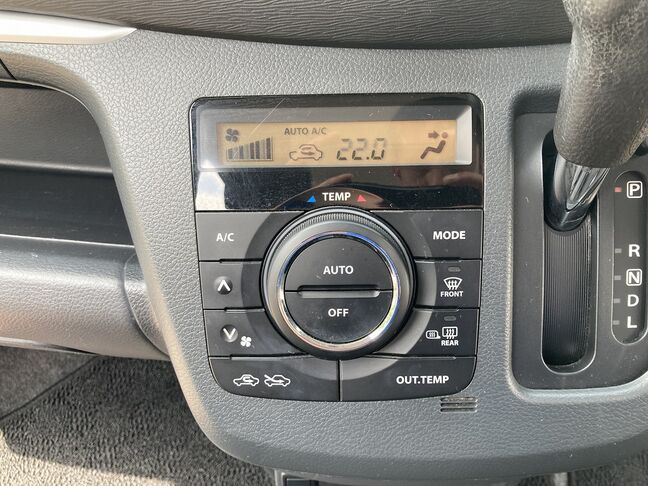 AUTO A/C
22.0
TEMP
A/C
MODE
AUTO
OFF
FRONT
REAR
OUT.TEMP
P
R
N
D
L